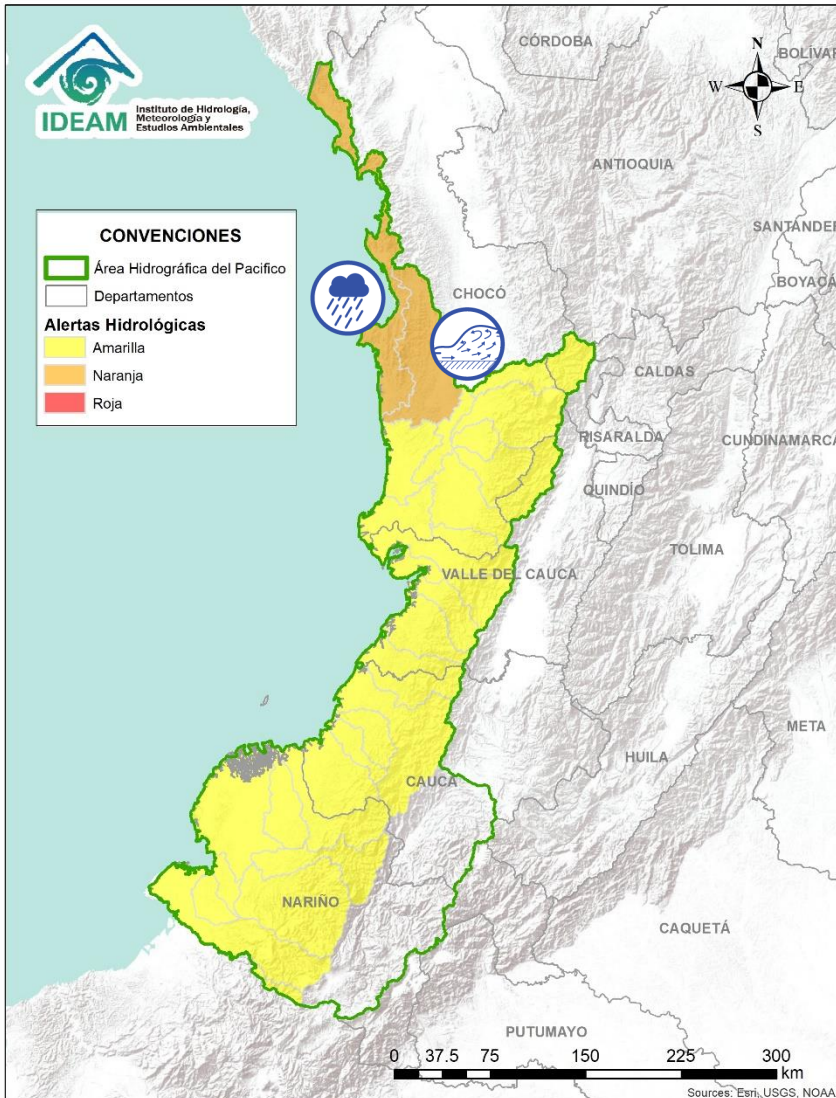 IDEAM
Instituto de Hidrología,
Meteorología y
Estudios Ambientales
CÓRDOBA
BOLÍVAR
N
W
E
S
ANTIOQUIA
SANTANDER
BOYACÁ
CONVENCIONES
Área Hidrográfica del Pacifico
Departamentos
Alertas Hidrológicas
Amarilla
Naranja
Roja
CHOCÓ
CALDAS
RISARALDA
CUNDINAMARCA
QUINDÍO
TOLIMA
VALLE DEL CAUCA
META
HUILA
CAUCA
NARIÑO
CAQUETÁ
PUTUMAYO
0 37.5 75 150 225 300
km
Sources: Esri, USGS, NOAA